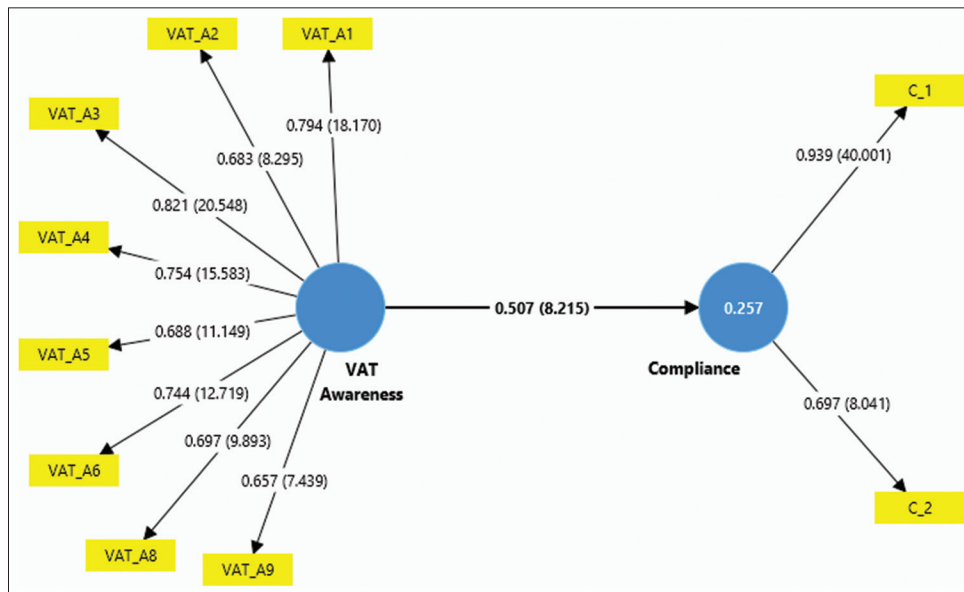 VAT_A2
VAT_A1
VAT_A3
C_1
0.794 (18.170)
0.683 (8.295)
0.939 (40.001)
0.821 (20.548)
VAT_A4
0.754 (15.583)
0.507 (8.215)
0.257
0.688 (11.149)
VAT_A5
VAT
Awareness
Compliance
0.744 (12.719)
0.697 (8.041)
0.697 (9.893)
VAT_A6
0.657 (7.439)
C_2
VAT_A8
VAT_A9